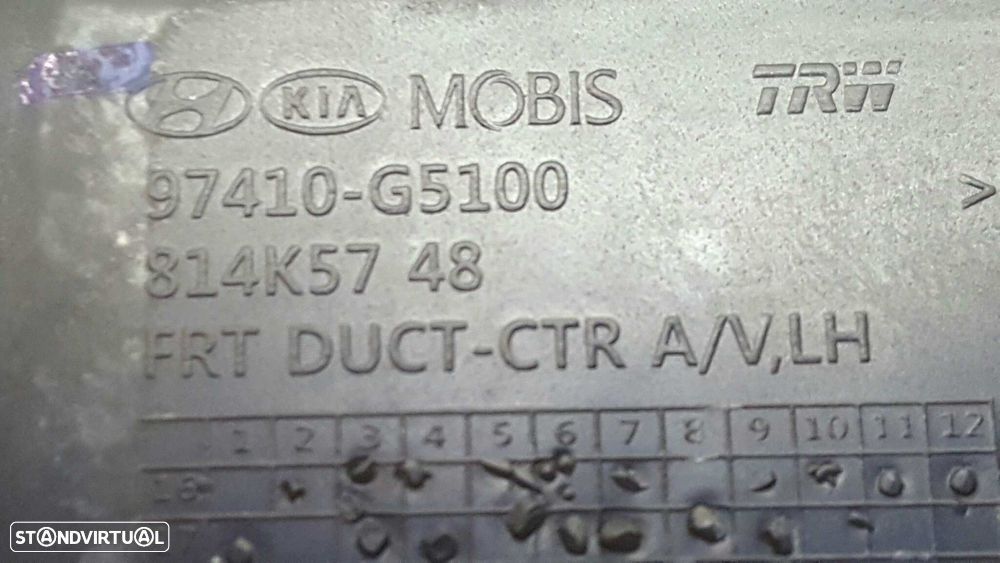 KIA MOBIS TRW
97410-G5100
>
814K57 48
FRT DUCT-CTR A/V,LH
1 2 3 4 5 6 7 8 9 10 11 12
18
STANDVIRTUAL